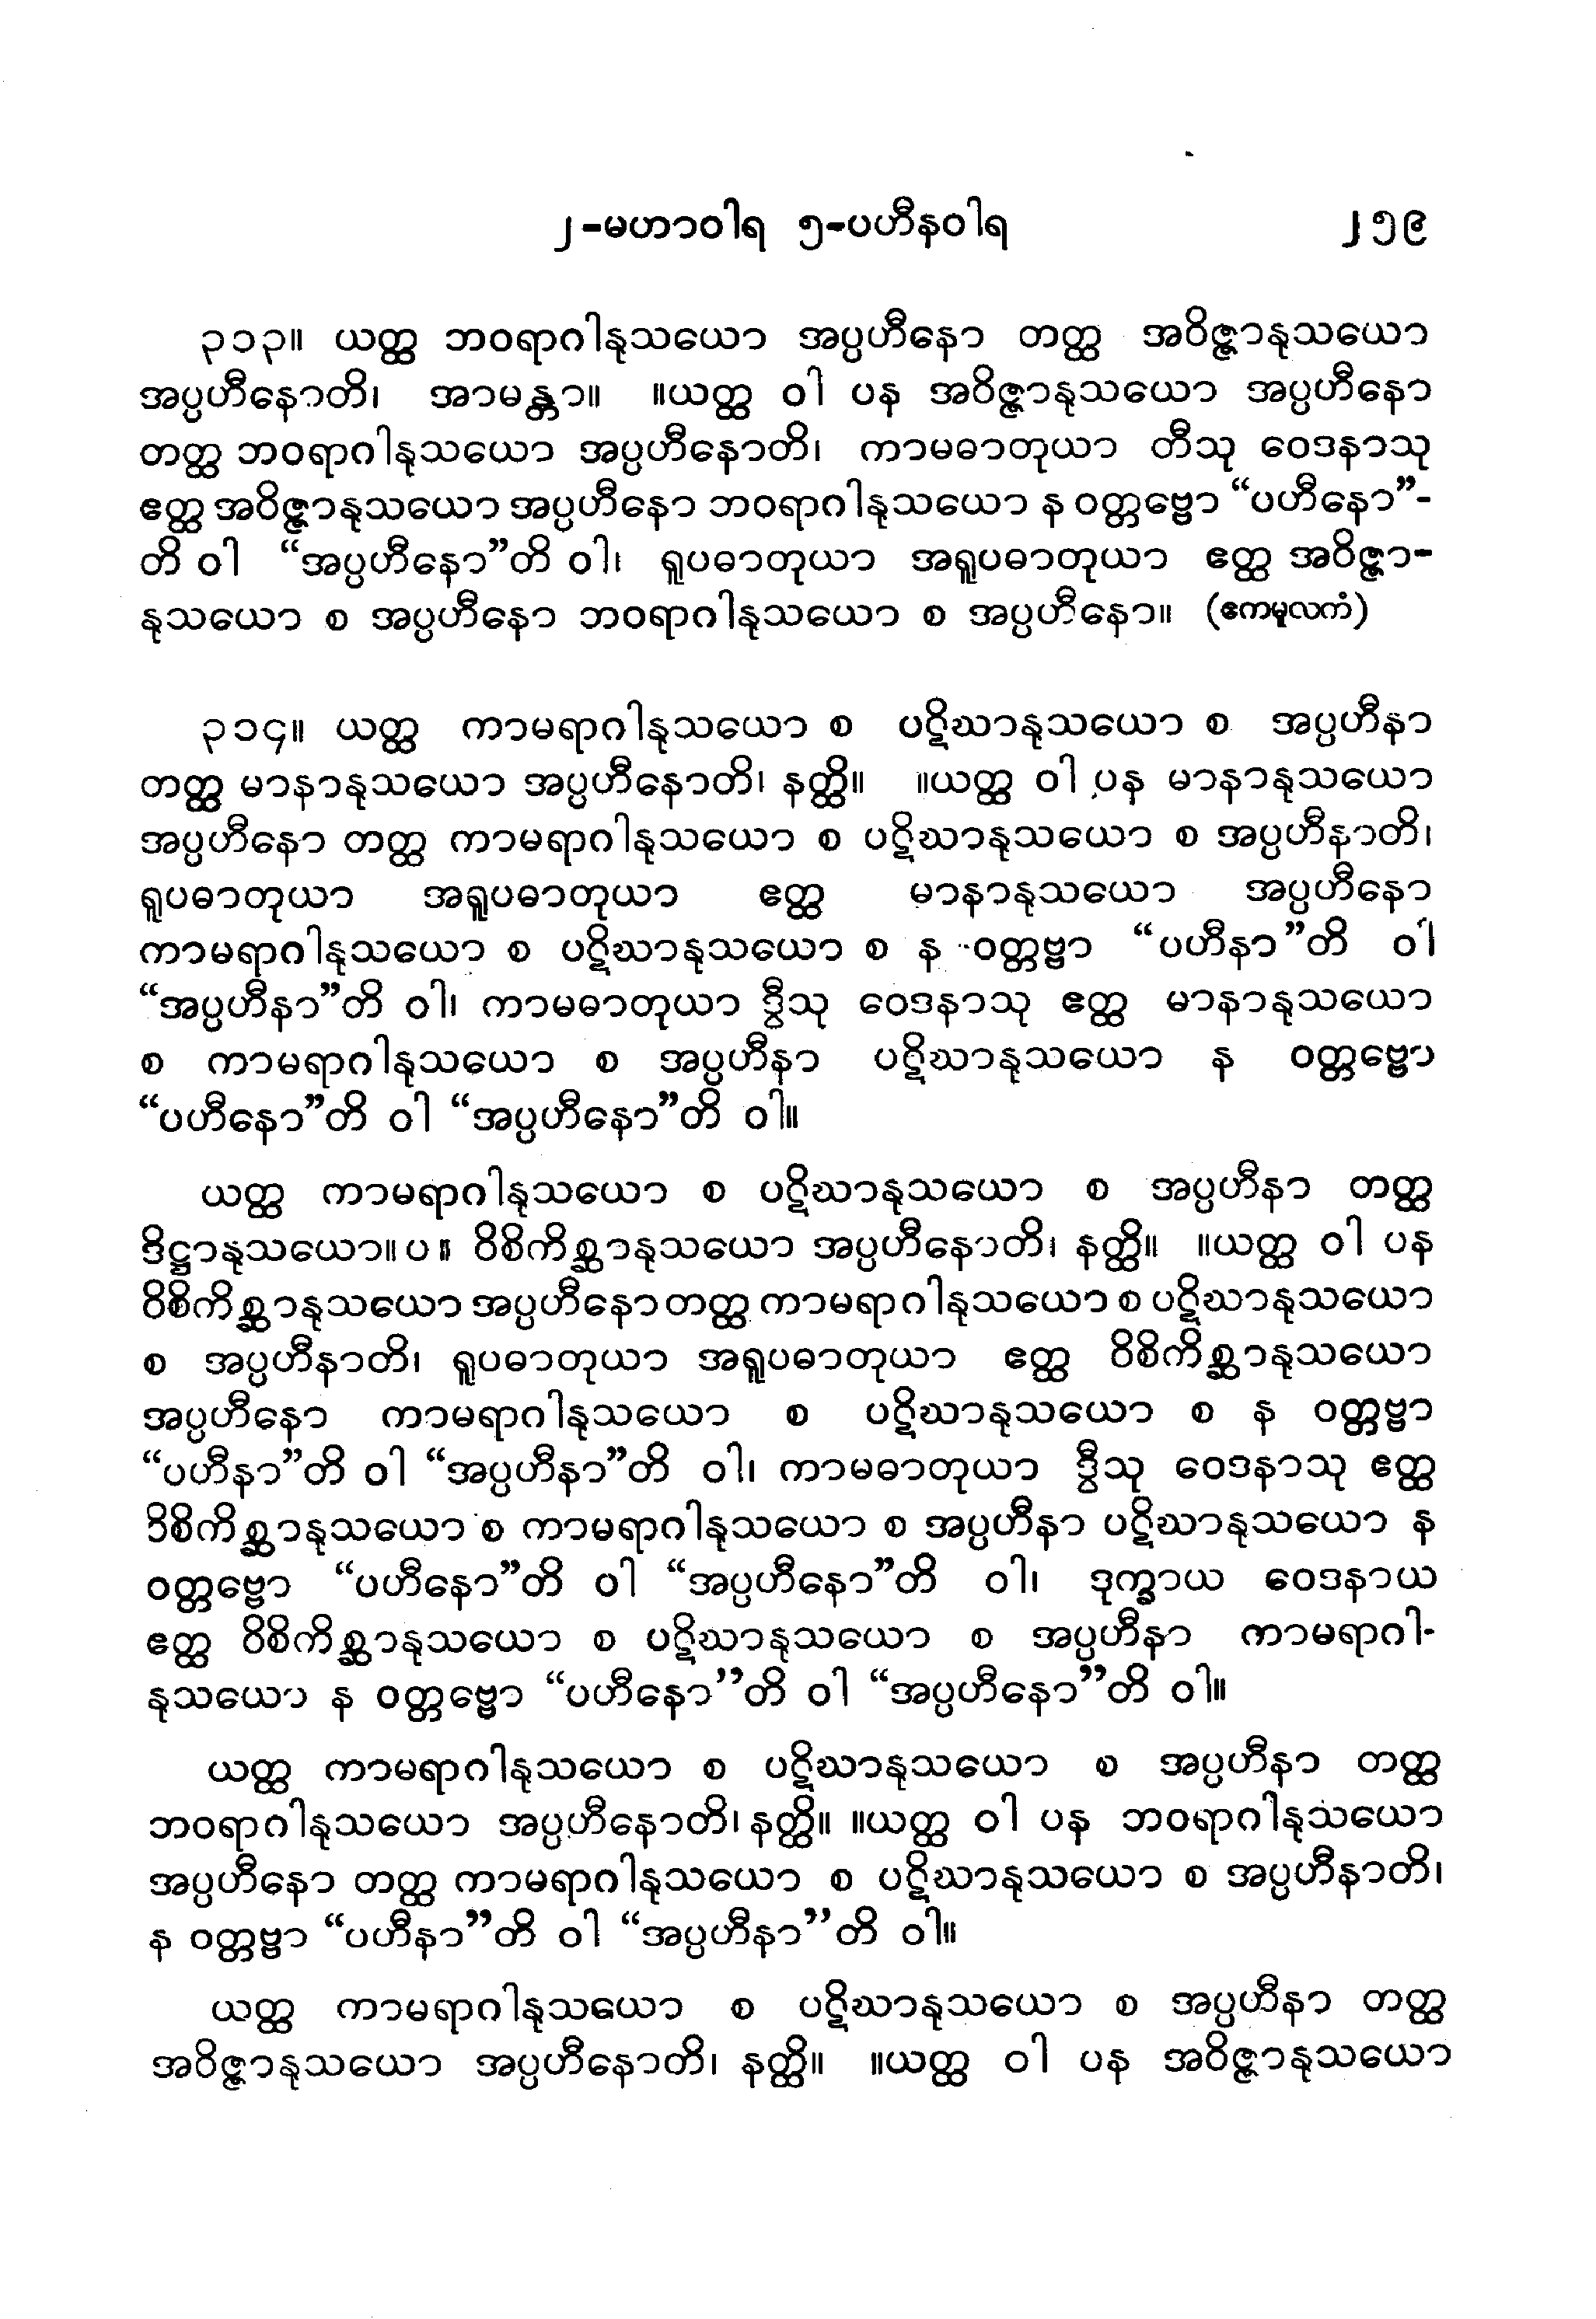 ၂-မဟာဝါရ ၅-ပဟီနဝါရ ၂၅၉
၃၁၃။ ယတ္ထ ဘဝရာဂါနုသယော အပ္ပဟီနော တတ္ထ အဝိဇ္ဇာနုသယော
အပ္ပဟီနောတိ၊ အာမန္တာ။ ။ယတ္ထ ဝါ ပန အဝိဇ္ဇာနုသယော အပ္ပဟီနော
တတ္ထ ဘဝရာဂါနုသယော အပ္ပဟီနောတိ၊ ကာမဓာတုယာ တီသု ဝေဒနာသု
ဧတ္ထ အဝိဇ္ဇာနုသယော အပ္ပဟီနော ဘဝရာဂါနုသယော န ဝတ္တဗ္ဗော “ပဟီနော”-
တိ ဝါ “အပ္ပဟီနော”တိ ဝါ၊ ရူပဓာတုယာ အရူပဓာတုယာ ဧတ္ထ အဝိဇ္ဇာ-
နုသယော စ အပ္ပဟီနော ဘဝရာဂါနုသယော စ အပ္ပဟီနော။ (ဧကမူလကံ)
၃၁၄။ ယတ္ထ ကာမရာဂါနုသယော စ ပဋိဃာနုသယော စ အပ္ပဟီနာ
တတ္ထ မာနာနုသယော အပ္ပဟီနောတိ၊ နတ္ထိ။ ။ယတ္ထ ဝါ ပန မာနာနုသယော
အပ္ပဟီနော တတ္ထ ကာမရာဂါနုသယော စ ပဋိဃာနုသယော စ အပ္ပဟီနာတိ၊
ရူပဓာတုယာ အရူပဓာတုယာ ဧတ္ထ မာနာနုသယော အပ္ပဟီနော
ကာမရာဂါနုသယော စ ပဋိဃာနုသယော စ န ဝတ္တဗ္ဗာ “ပဟီနာ”တိ ဝါ
“အပ္ပဟီနာ”တိ ဝါ၊ ကာမဓာတုယာ ဒွီသု ဝေဒနာသု ဧတ္ထ မာနာနုသယော
စ ကာမရာဂါနုသယော စ အပ္ပဟီနာ ပဋိဃာနုသယော န ဝတ္တဗ္ဗော
“ပဟီနော”တိ ဝါ “အပ္ပဟီနော”တိ ဝါ။
ယတ္ထ ကာမရာဂါနုသယော စ ပဋိဃာနုသယော စ အပ္ပဟီနာ တတ္ထ
ဒိဋ္ဌာနုသယော။ပ။ ဝိစိကိစ္ဆာနုသယော အပ္ပဟီနောတိ၊ နတ္ထိ။ ။ယတ္ထ ဝါ ပန
ဝိစိကိစ္ဆာနုသယော အပ္ပဟီနော တတ္ထ ကာမရာဂါနုသယော စ ပဋိဃာနုသယော
စ အပ္ပဟီနာတိ၊ ရူပဓာတုယာ အရူပဓာတုယာ ဧတ္ထ ဝိစိကိစ္ဆာနုသယော
အပ္ပဟီနော ကာမရာဂါနုသယော စ ပဋိဃာနုသယော စ န ဝတ္တဗ္ဗာ
“ပဟီနာ”တိ ဝါ “အပ္ပဟီနာ”တိ ဝါ၊ ကာမဓာတုယာ ဒွီသု ဝေဒနာသု ဧတ္ထ
ဝိစိကိစ္ဆာနုသယော စ ကာမရာဂါနုသယော စ အပ္ပဟီနာ ပဋိဃာနုသယော န
ဝတ္တဗ္ဗော “ပဟီနော”တိ ဝါ “အပ္ပဟီနော”တိ ဝါ၊ ဒုက္ခာယ ဝေဒနာယ
ဧတ္ထ ဝိစိကိစ္ဆာနုသယော စ ပဋိဃာနုသယော စ အပ္ပဟီနာ ကာမရာဂါ-
နုသယော န ဝတ္တဗ္ဗော “ပဟီနော”တိ ဝါ “အပ္ပဟီနော”တိ ဝါ။
ယတ္ထ ကာမရာဂါနုသယော စ ပဋိဃာနုသယော စ အပ္ပဟီနာ တတ္ထ
ဘဝရာဂါနုသယော အပ္ပဟီနောတိ၊ နတ္ထိ။ ။ယတ္ထ ဝါ ပန ဘဝရာဂါနုသယော
အပ္ပဟီနော တတ္ထ ကာမရာဂါနုသယော စ ပဋိဃာနုသယော စ အပ္ပဟီနာတိ၊
န ဝတ္တဗ္ဗာ “ပဟီနာ”တိ ဝါ “အပ္ပဟီနာ”တိ ဝါ။
ယတ္ထ ကာမရာဂါနုသယော စ ပဋိဃာနုသယော စ အပ္ပဟီနာ တတ္ထ
အဝိဇ္ဇာနုသယော အပ္ပဟီနောတိ၊ နတ္ထိ။ ။ယတ္ထ ဝါ ပန အဝိဇ္ဇာနုသယော